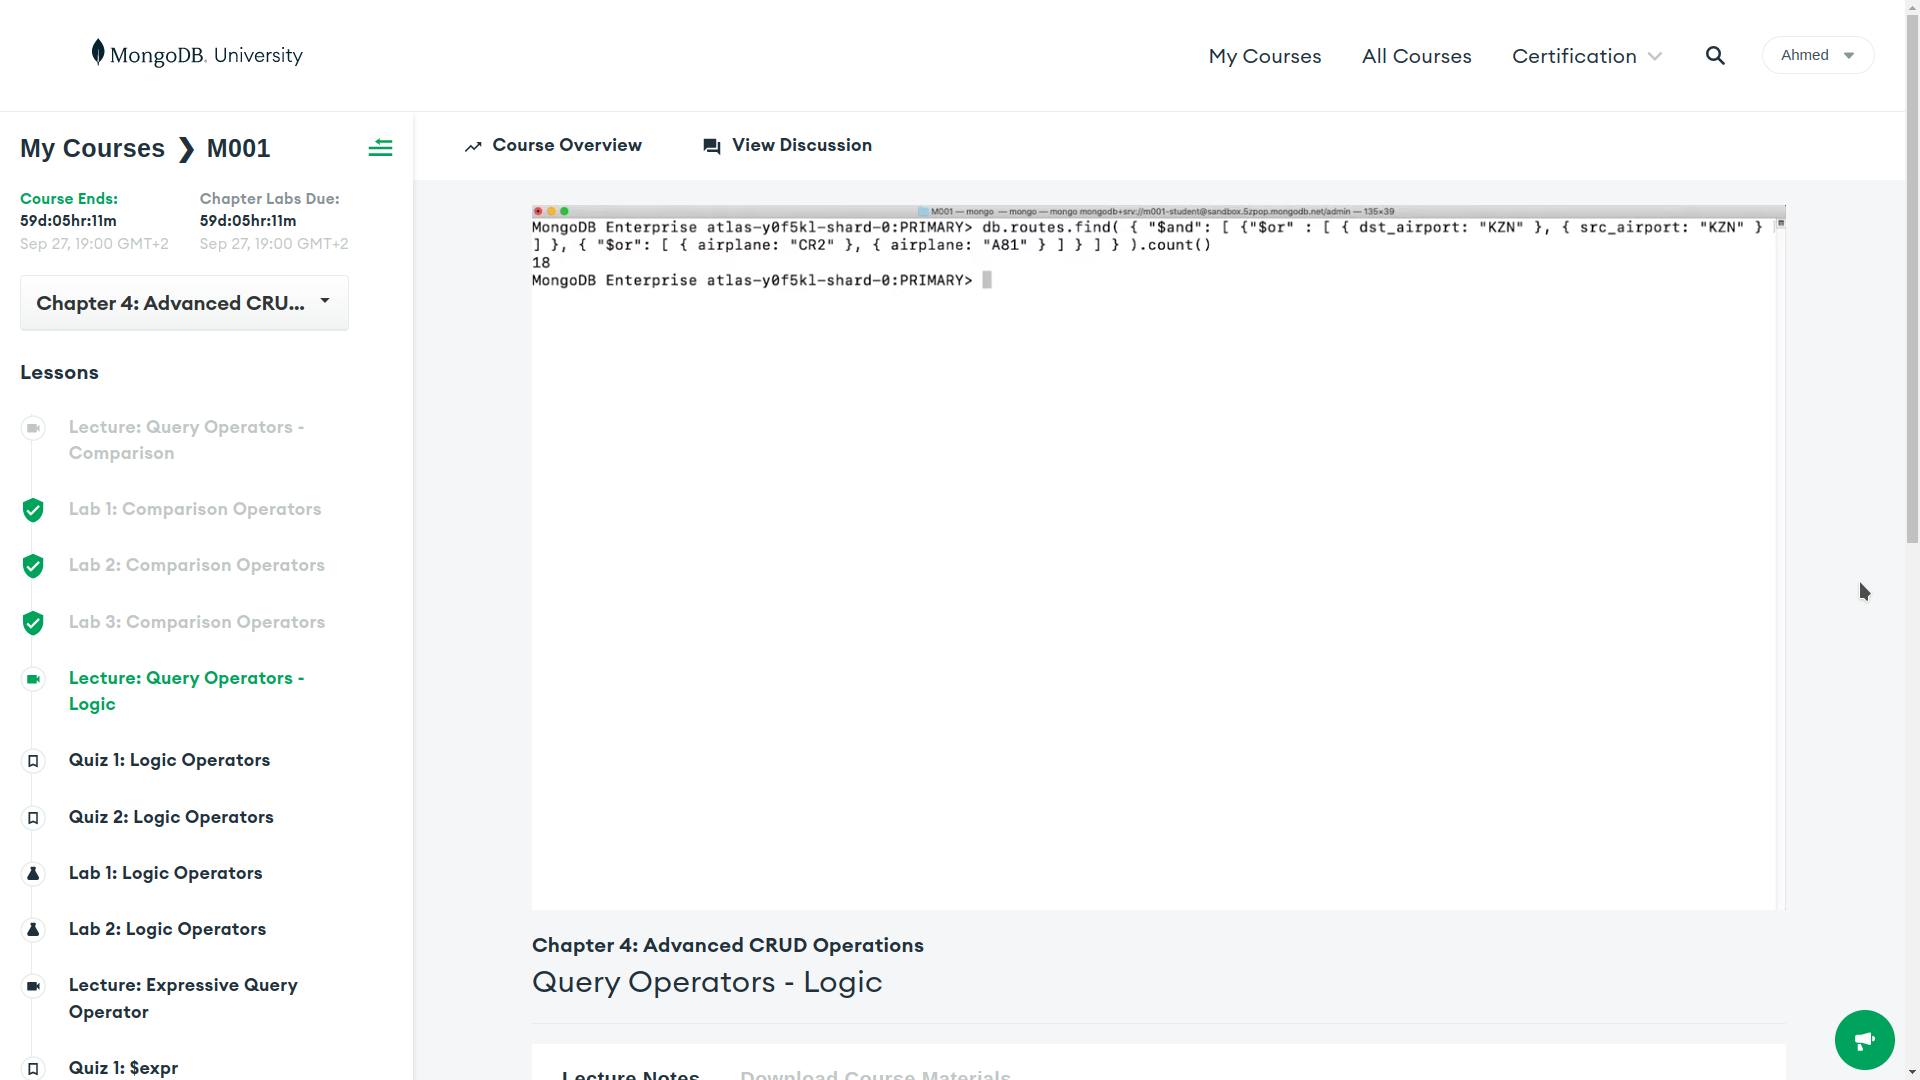 MongoDB. University
My Courses
All Courses
Certification
Ahmed
My Courses ❯ M001
Course Ends:
59d:05hr:11m
Sep 27, 19:00 GMT+2
Chapter Labs Due:
59d:05hr:11m
Sep 27, 19:00 GMT+2
Chapter 4: Advanced CRU...
Lessons
Lecture: Query Operators -
Comparison
Lab 1: Comparison Operators
Lab 2: Comparison Operators
Lab 3: Comparison Operators
Lecture: Query Operators -
Logic
Quiz 1: Logic Operators
Quiz 2: Logic Operators
Lab 1: Logic Operators
Lab 2: Logic Operators
Lecture: Expressive Query
Operator
Quiz 1: $expr
Course Overview
View Discussion
M001 — mongo — mongo — mongo mongodb+srv://m001-student@sandbox.5zpop.mongodb.net/admin — 135×39
MongoDB Enterprise atlas-y0f5kl-shard-0:PRIMARY> db.routes.find( { "$and": [ {"$or" : [ { dst_airport: "KZN" }, { src_airport: "KZN" }
] }, { "$or": [ { airplane: "CR2" }, { airplane: "A81" } ] } ] } ).count()
18
MongoDB Enterprise atlas-y0f5kl-shard-0:PRIMARY>
Chapter 4: Advanced CRUD Operations
Query Operators - Logic
Lecture Notes
Download Course Materials